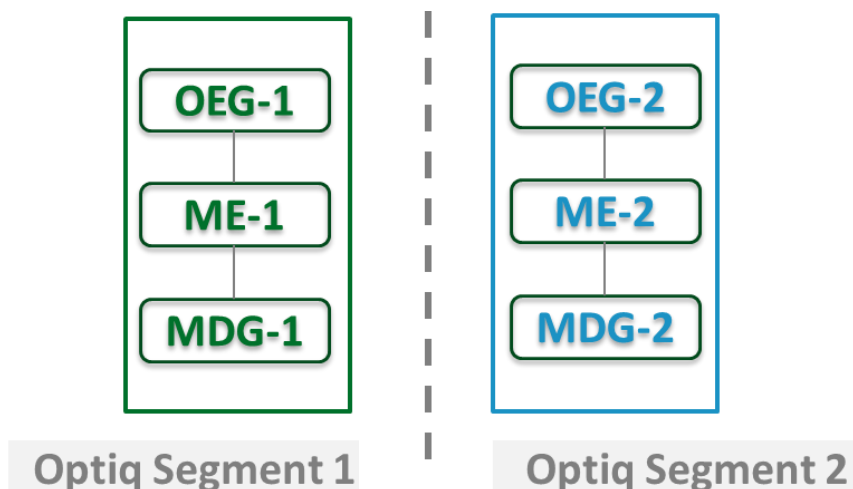 OEG-1
ME-1
MDG-1
Optiq Segment 1
OEG-2
ME-2
MDG-2
Optiq Segment 2